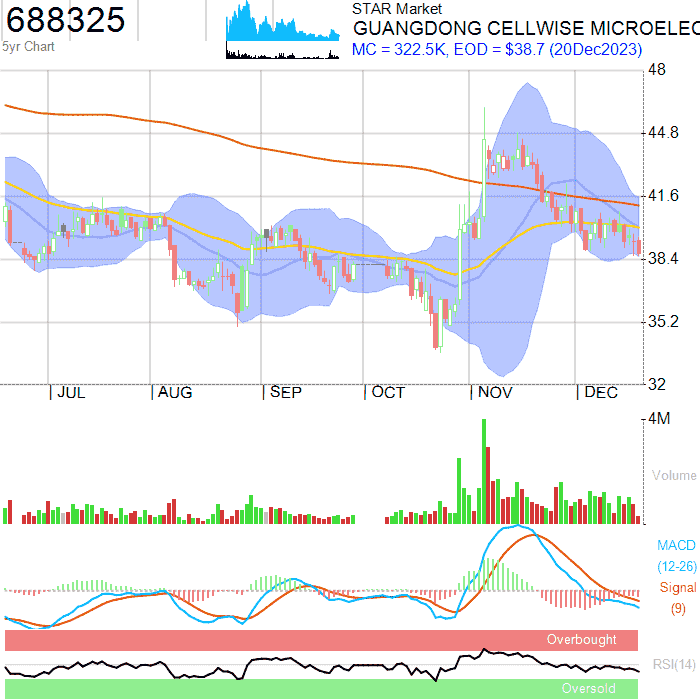 688325
STAR Market
GUANGDONG CELLWISE MICROELEC
5yr Chart
MC = 322.5K, EOD = $38.7 (20Dec2023)
48
44.8
41.6
38.4
35.2
32
JUL AUG SEP OCT NOV DEC
4M
Volume
MACD
(12-26)
Signal
(9)
Overbought
RSI(14)
Oversold